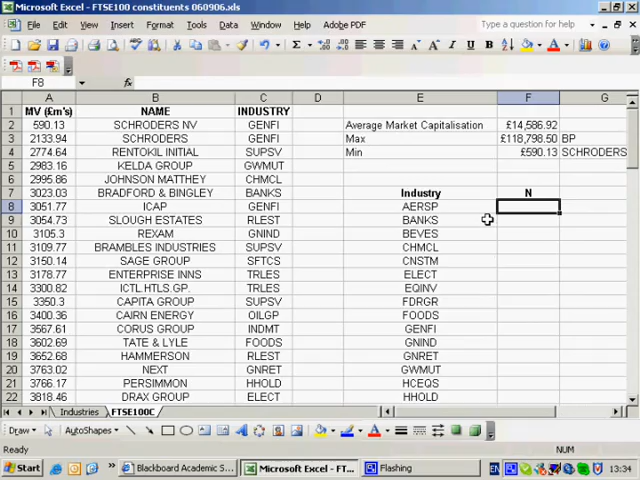 Microsoft Excel - FTSE100 constituents 060906.xls
File Edit View Insert Format Tools Data Window Help Adobe PDF Type a question for help
F8 fx
A B C D E F G
1 MV (£m's) NAME INDUSTRY
2 590.13 SCHRODERS NV GENFI Average Market Capitalisation £14,586.92
3 2133.94 SCHRODERS GENFI Max £118,798.50 BP
4 2774.64 RENTOKIL INITIAL SUPSV Min £590.13 SCHRODERS
5 2983.16 KELDA GROUP GWMUT
6 2995.86 JOHNSON MATTHEY CHMCL
7 3023.03 BRADFORD & BINGLEY BANKS Industry N
8 3051.77 ICAP GENFI AERSP
9 3054.73 SLOUGH ESTATES RLEST BANKS
10 3105.3 REXAM GNIND BEVES
11 3109.77 BRAMBLES INDUSTRIES SUPSV CHMCL
12 3150.14 SAGE GROUP SFTCS CNSTM
13 3178.77 ENTERPRISE INNS TRLES ELECT
14 3300.82 ICTL.HTLS.GP. TRLES EQINV
15 3350.3 CAPITA GROUP SUPSV FDRGR
16 3400.36 CAIRN ENERGY OILGP FOODS
17 3567.61 CORUS GROUP INDMT GENFI
18 3602.69 TATE & LYLE FOODS GNIND
19 3652.68 HAMMERSON RLEST GNRET
20 3763.02 NEXT GNRET GWMUT
21 3766.17 PERSIMMON HHOLD HCEQS
22 3818.46 DRAX GROUP ELECT HHOLD
Industries FTSE100C
Draw AutoShapes
Ready NUM
Start Blackboard Academic S... Microsoft Excel - FT... Flashing EN 13:34